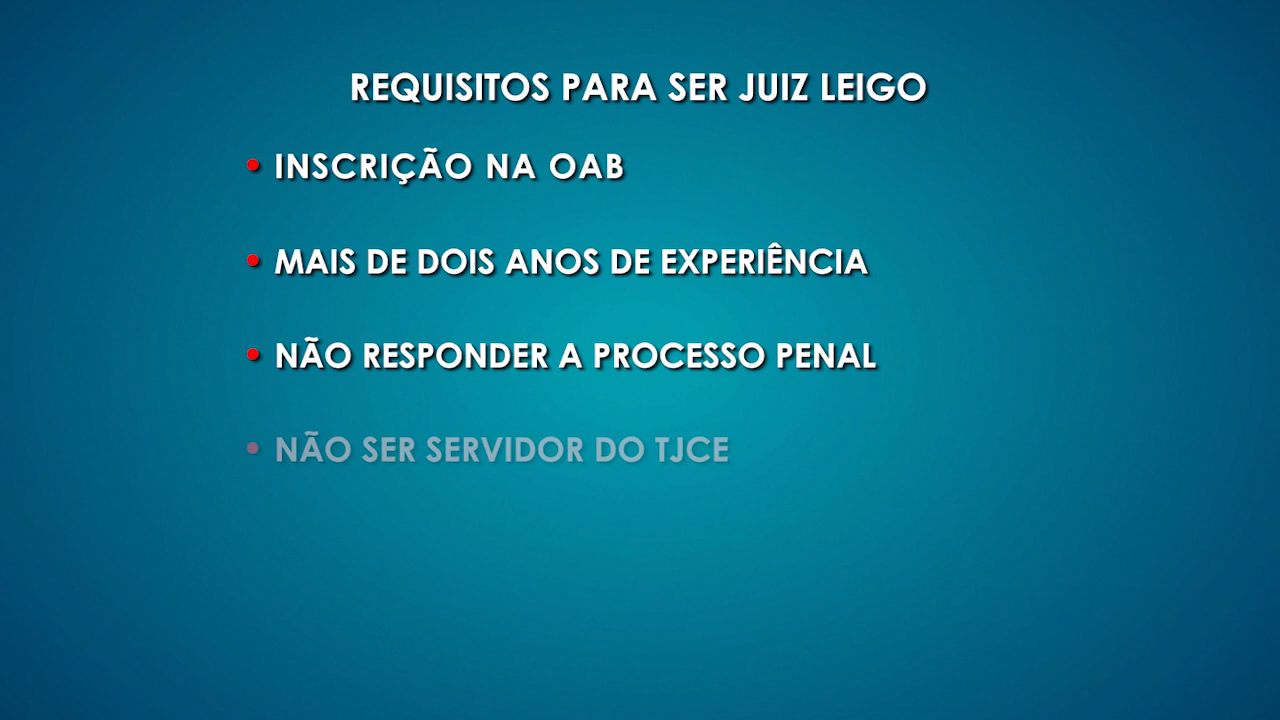 REQUISITOS PARA SER JUIZ LEIGO
• INSCRIÇÃO NA OAB
• MAIS DE DOIS ANOS DE EXPERIÊNCIA
• NÃO RESPONDER A PROCESSO PENAL
• NÃO SER SERVIDOR DO TJCE